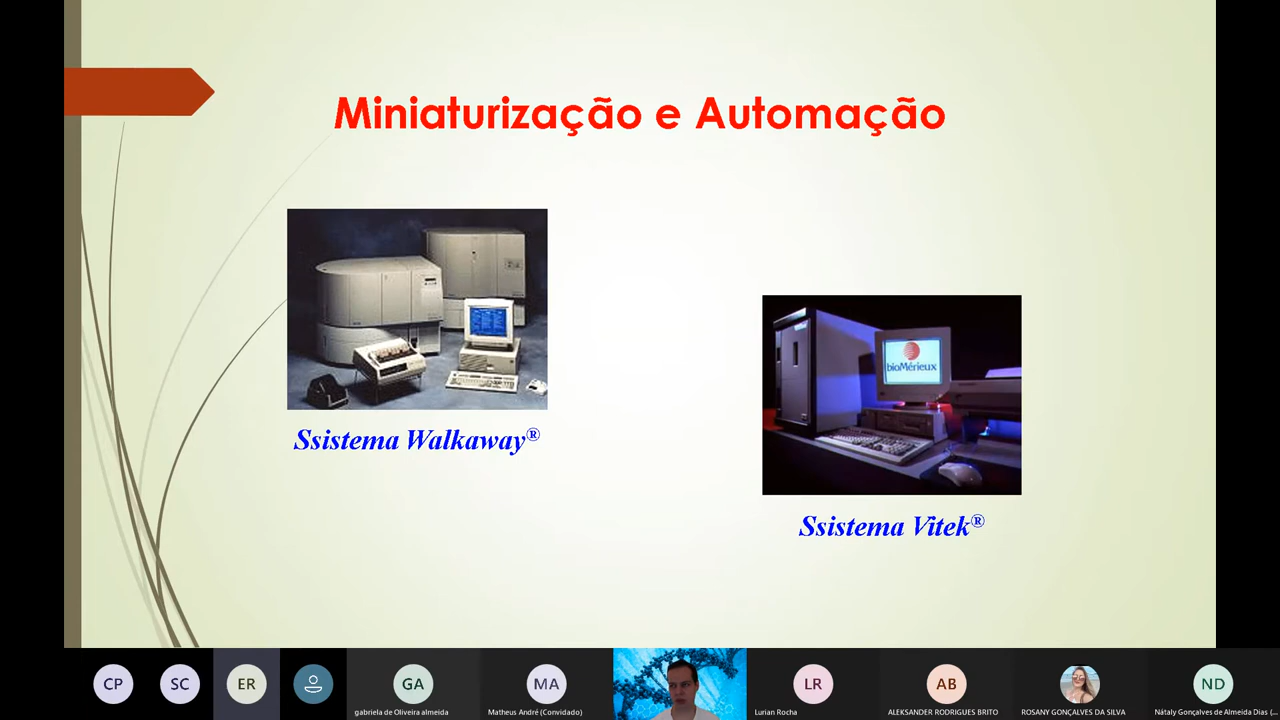 Miniaturização e Automação
bioMérieux
Ssistema Walkaway®
Ssistema Vitek®
CP
SC
ER
GA
MA
LR
AB
ND
gabriela de Oliveira almeida
Matheus André (Convidado)
Lurian Rocha
ALEKSANDER RODRIGUES BRITO
ROSANY GONÇALVES DA SILVA
Nátaly Gonçalves de Almeida Dias (...